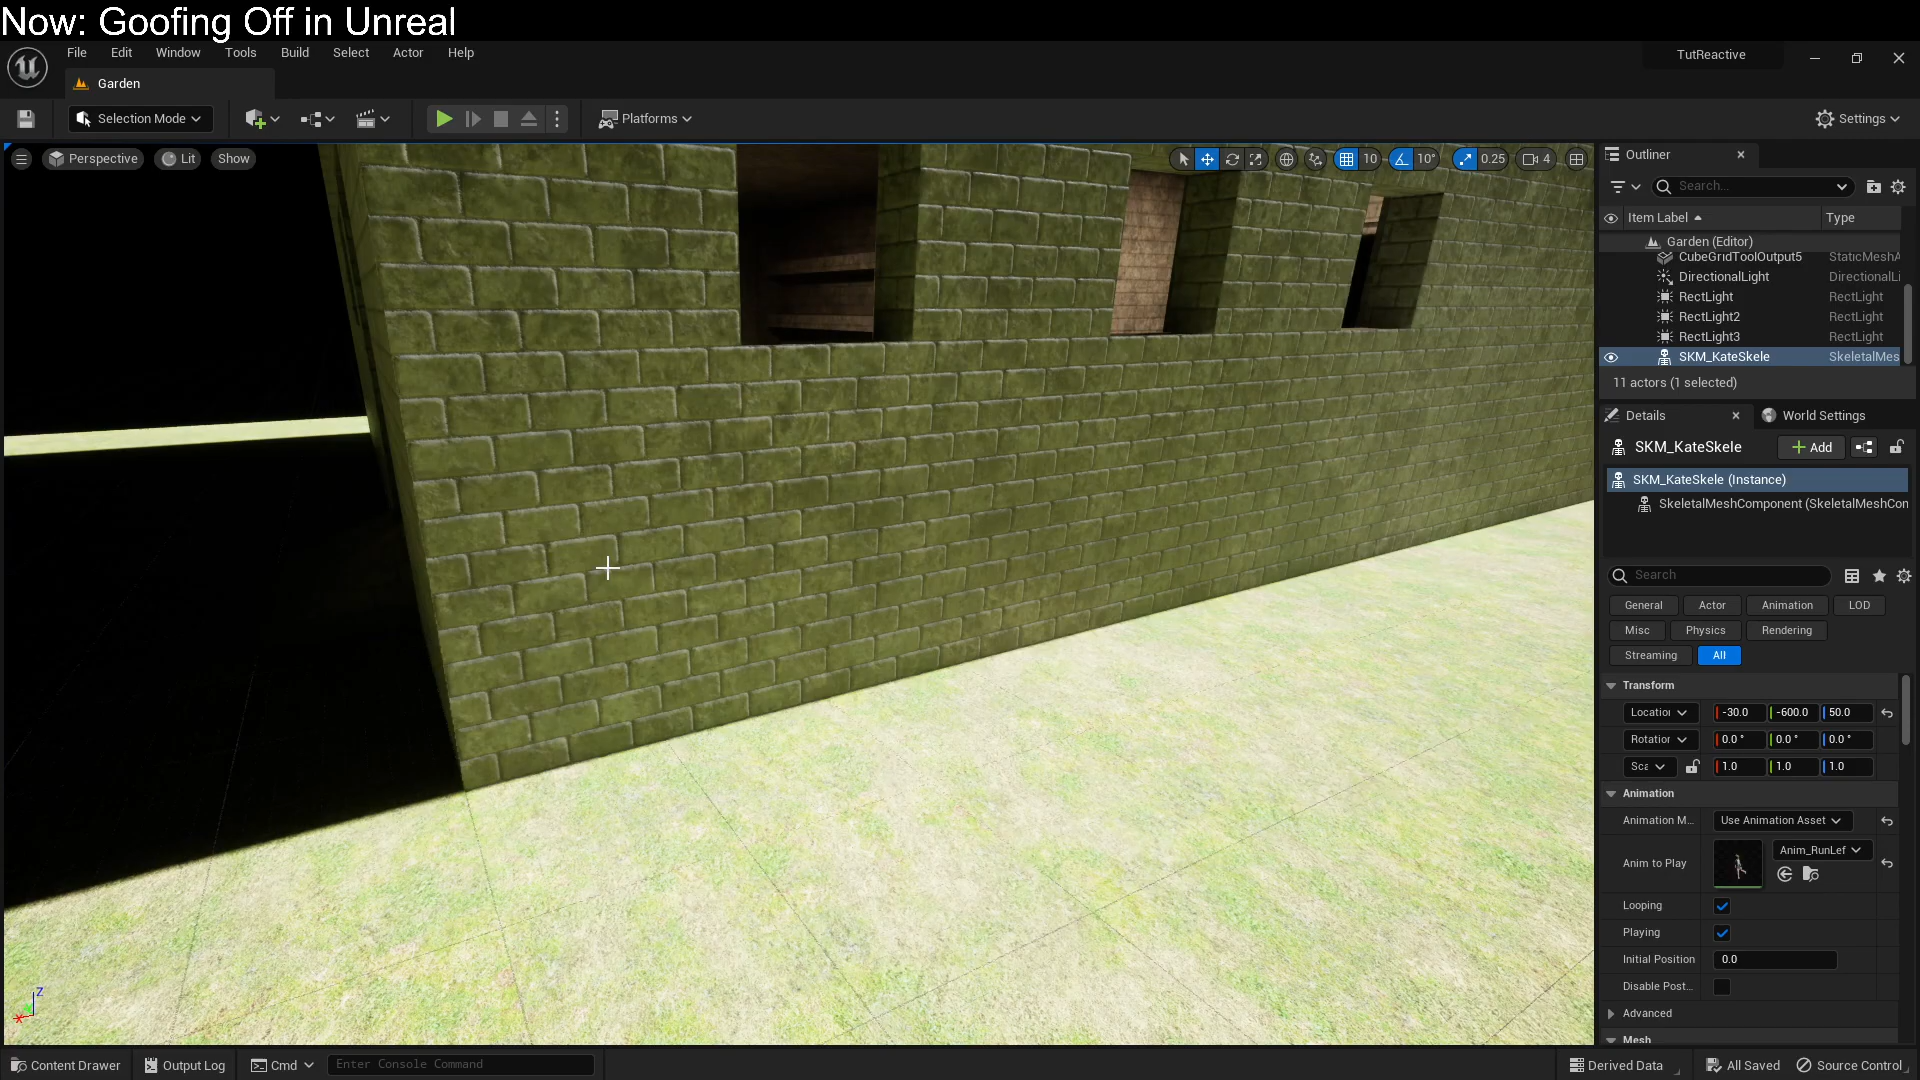 Now: Goofing Off in Unreal
File Edit Window Tools Build Select Actor Help
TutReactive
Garden
Selection Mode
Platforms
Settings
Perspective Lit Show
10 10° 0.25 4
Outliner
Search...
Item Label Type
Garden (Editor)
CubeGridToolOutput5 StaticMeshA
DirectionalLight DirectionalLi
RectLight RectLight
RectLight2 RectLight
RectLight3 RectLight
SKM_KateSkele SkeletalMes
11 actors (1 selected)
Details World Settings
SKM_KateSkele Add
SKM_KateSkele (Instance)
SkeletalMeshComponent (SkeletalMeshCon
Search
General Actor Animation LOD
Misc Physics Rendering
Streaming All
Transform
Location -30.0 -600.0 50.0
Rotation 0.0° 0.0° 0.0°
Sca 1.0 1.0 1.0
Animation
Animation M... Use Animation Asset
Anim to Play Anim_RunLef
Looping
Playing
Initial Position 0.0
Disable Post...
Advanced
Mesh
Z
X
Content Drawer Output Log Cmd Enter Console Command Derived Data All Saved Source Control